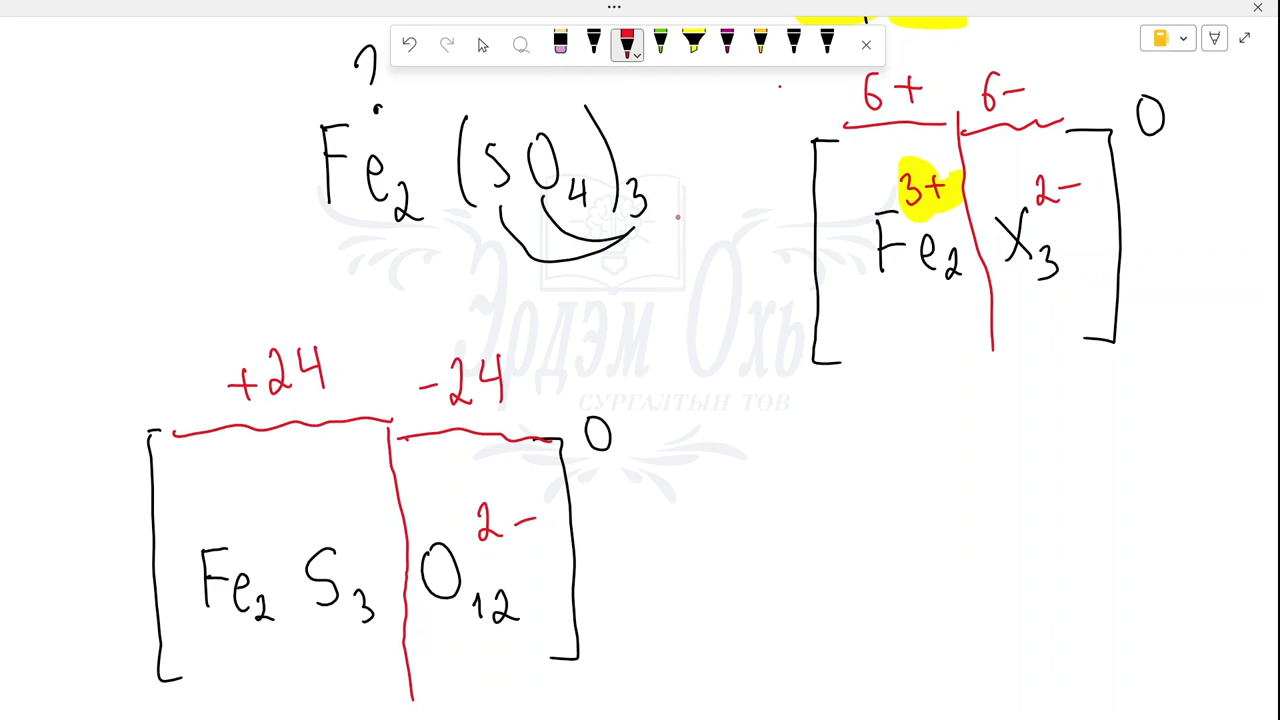 ?
Fe2 (SO4)3
6+ 6-
0
3+ 2-
Fe2 X3
Эрдэм Охь
СУРГАЛТЫН ТӨВ
+24 -24
0
2-
Fe2 S3 O12